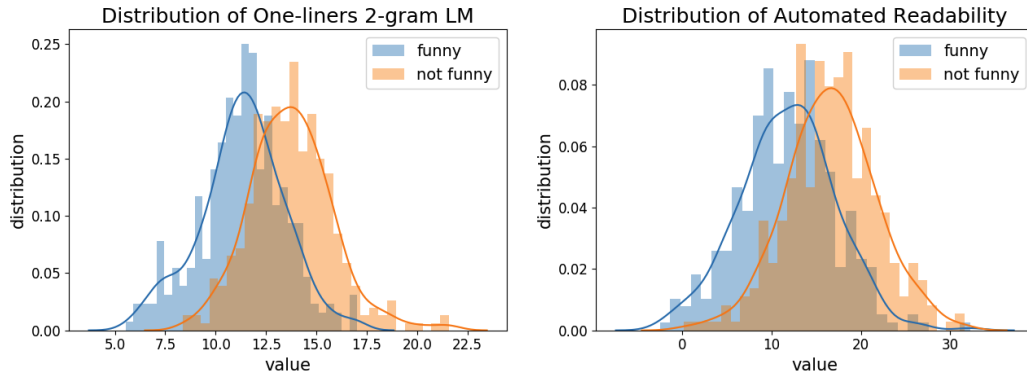 Distribution of One-liners 2-gram LM
funny
not funny
distribution
0.25
0.20
0.15
0.10
0.05
0.00
5.0 7.5 10.0 12.5 15.0 17.5 20.0 22.5
value
Distribution of Automated Readability
funny
not funny
distribution
0.08
0.06
0.04
0.02
0.00
0 10 20 30
value